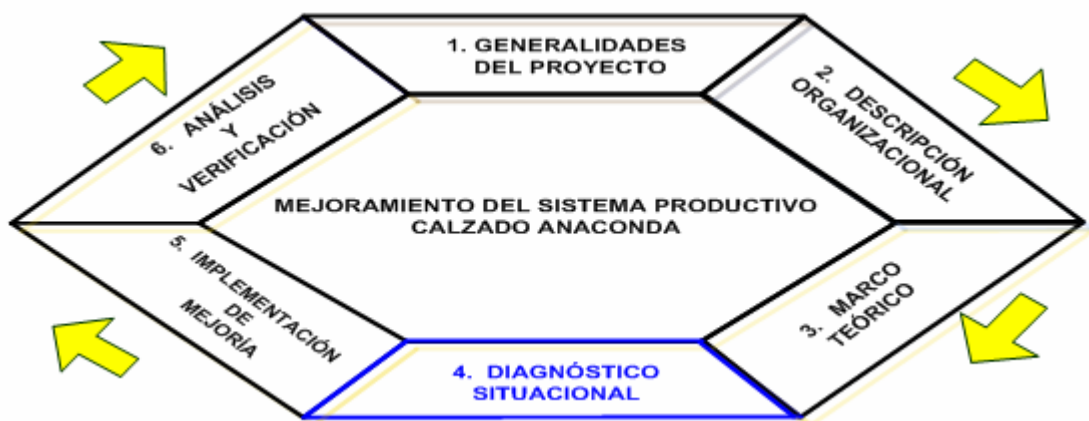 1. GENERALIDADES
DEL PROYECTO
2. DESCRIPCIÓN
ORGANIZACIONAL
3. MARCO
TEÓRICO
4. DIAGNÓSTICO
SITUACIONAL
5. IMPLEMENTACIÓN
DE
MEJORÍA
6. ANÁLISIS
Y
VERIFICACIÓN
MEJORAMIENTO DEL SISTEMA PRODUCTIVO
CALZADO ANACONDA